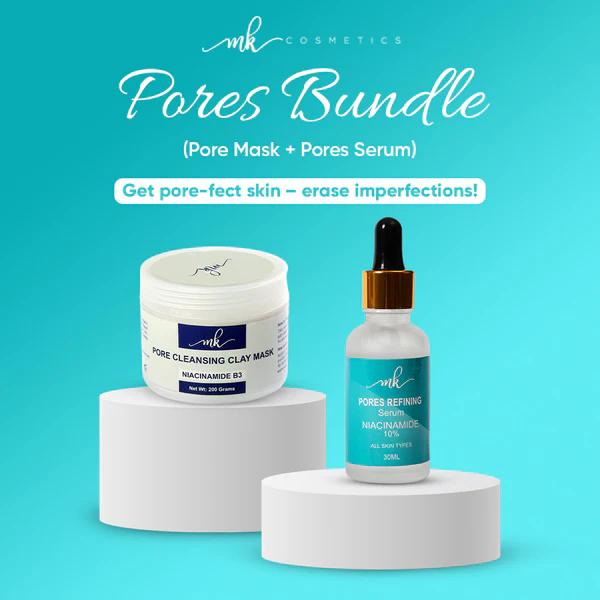 mk COSMETICS
Pores Bundle
(Pore Mask + Pores Serum)
Get pore-fect skin – erase imperfections!
mk
mk
PORE CLEANSING CLAY MASK
NIACINAMIDE B3
Net Wt: 200 Grams
mk
PORES REFINING
Serum
NIACINAMIDE
10%
ALL SKIN TYPES
30ML